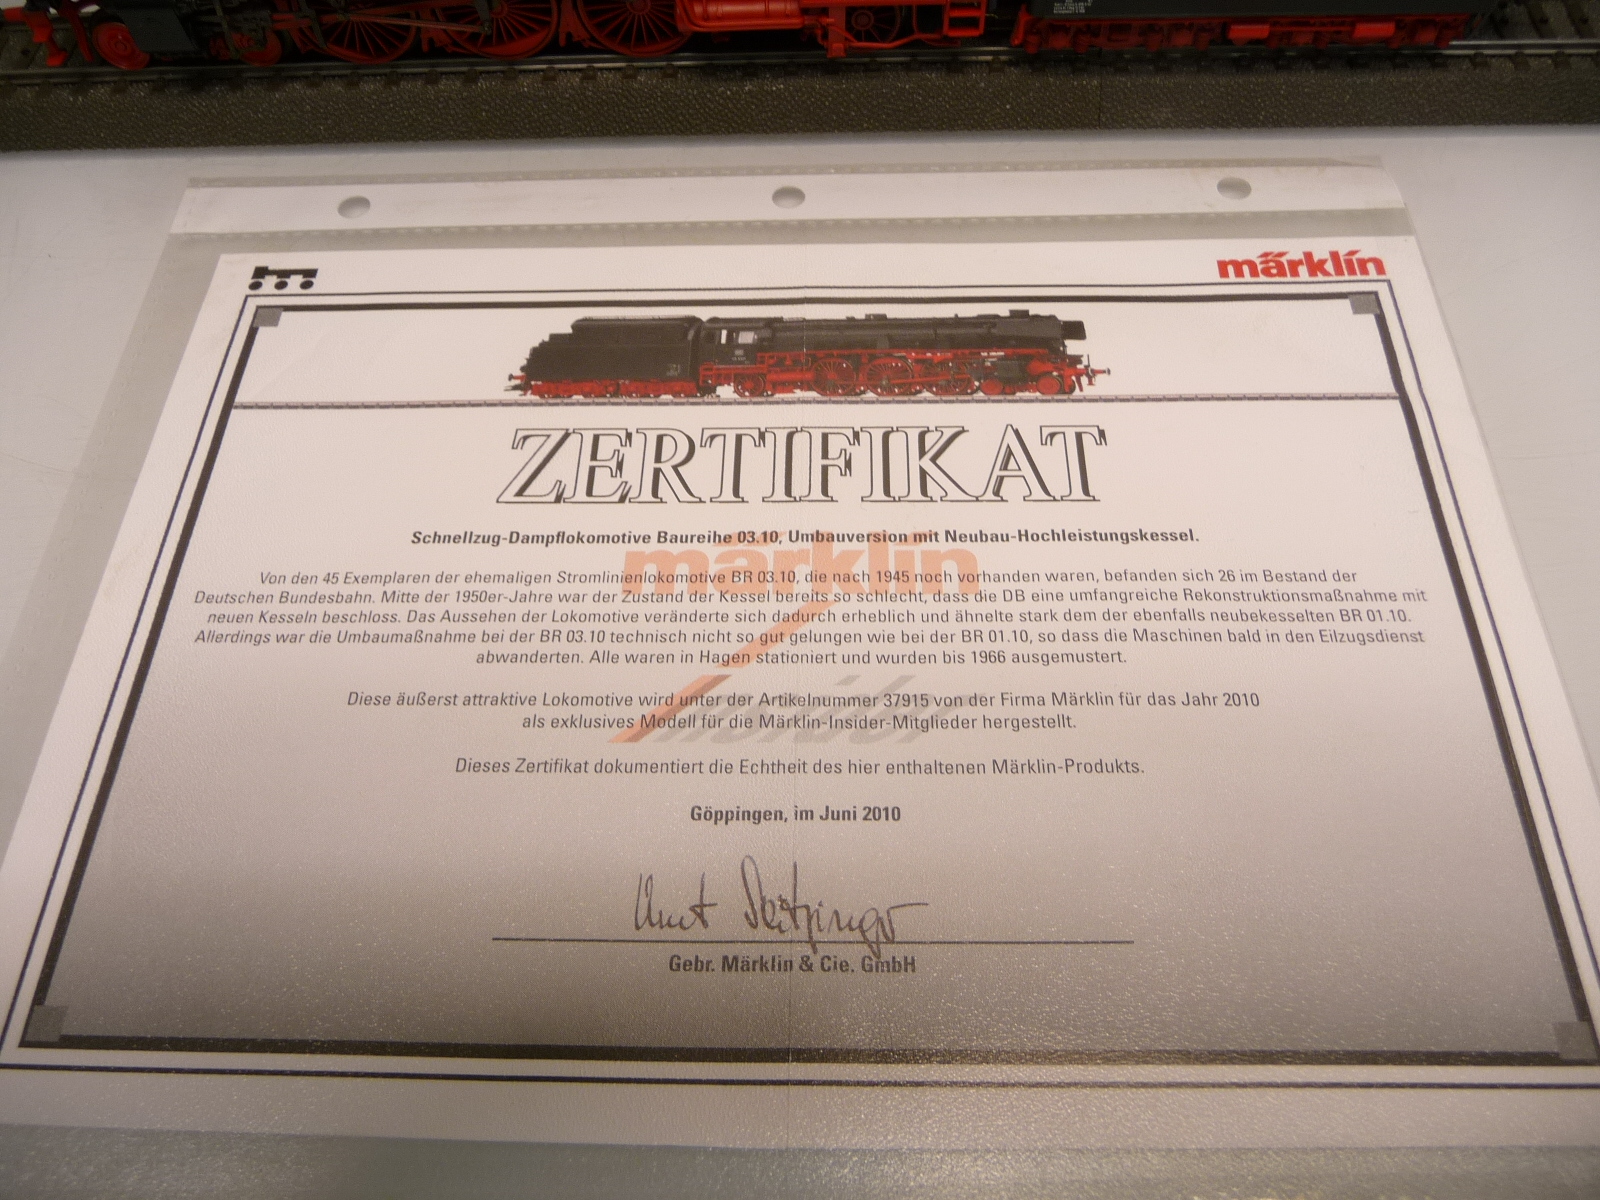 märklin
ZERTIFIKAT
Schnellzug-Dampflokomotive Baureihe 03.10, Umbauversion mit Neubau-Hochleistungskessel.
märklin
Von den 45 Exemplaren der ehemaligen Stromlinienlokomotive BR 03.10, die nach 1945 noch vorhanden waren, befanden sich 26 im Bestand der
Deutschen Bundesbahn. Mitte der 1950er-Jahre war der Zustand der Kessel bereits so schlecht, dass die DB eine umfangreiche Rekonstruktionsmaßnahme mit
neuen Kesseln beschloss. Das Aussehen der Lokomotive veränderte sich dadurch erheblich und ähnelte stark dem der ebenfalls neubekesselten BR 01.10.
Allerdings war die Umbaumaßnahme bei der BR 03.10 technisch nicht so gut gelungen wie bei der BR 01.10, so dass die Maschinen bald in den Eilzugsdienst
abwanderten. Alle waren in Hagen stationiert und wurden bis 1966 ausgemustert.
Diese äußerst attraktive Lokomotive wird unter der Artikelnummer 37915 von der Firma Märklin für das Jahr 2010
als exklusives Modell für die Märklin-Insider-Mitglieder hergestellt.
insider
Dieses Zertifikat dokumentiert die Echtheit des hier enthaltenen Märklin-Produkts.
Göppingen, im Juni 2010
Gebr. Märklin & Cie. GmbH